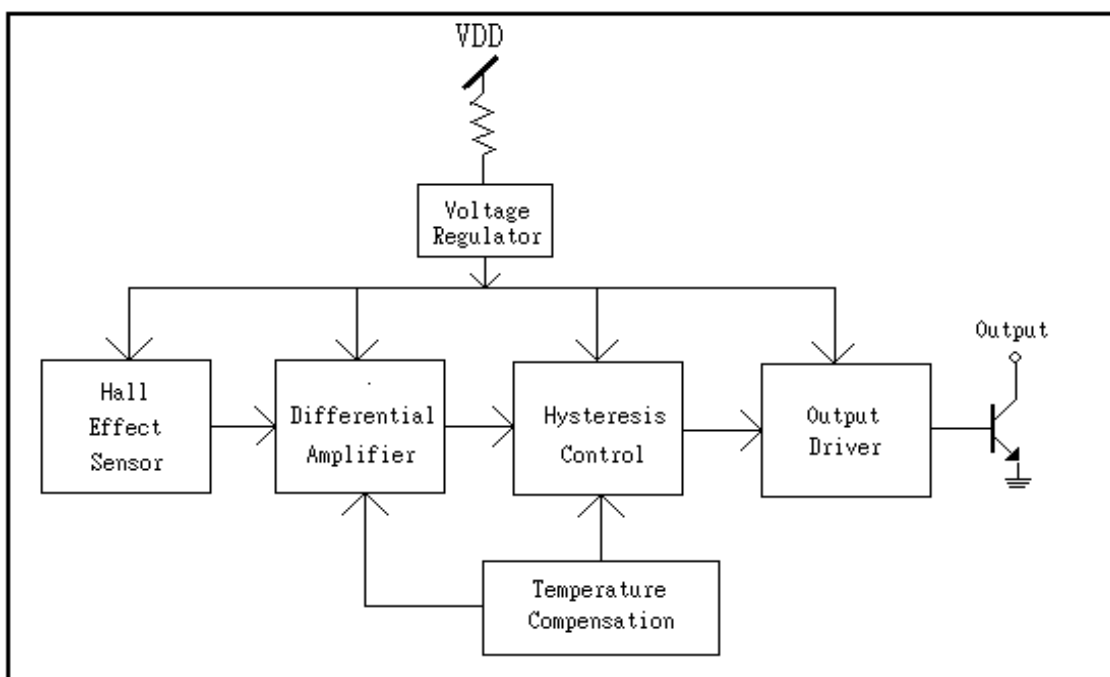 VDD
Voltage
Regulator
Output
Hall
Effect
Sensor
Differential
Amplifier
Hysteresis
Control
Output
Driver
Temperature
Compensation